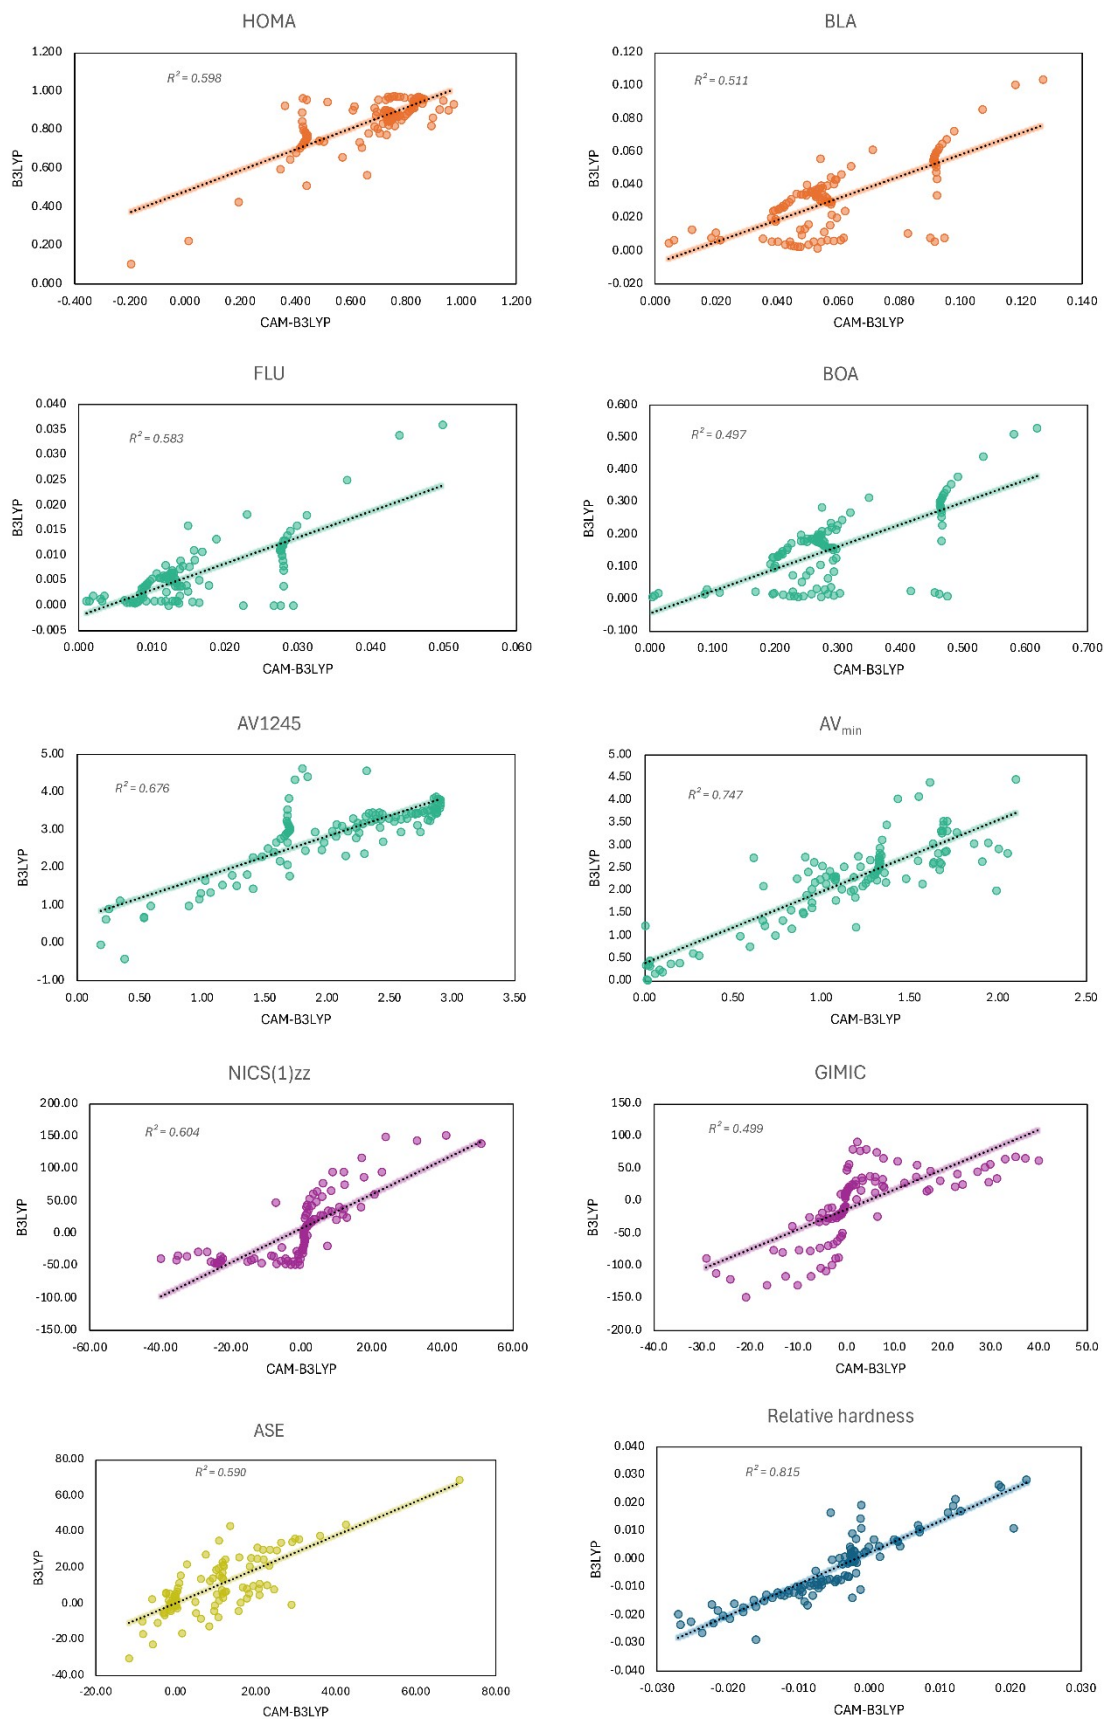 HOMA
R² = 0.598
1.200
1.000
0.800
0.600
0.400
0.200
0.000
B3LYP
-0.400 -0.200 0.000 0.200 0.400 0.600 0.800 1.000 1.200
CAM-B3LYP
BLA
R² = 0.511
0.120
0.100
0.080
0.060
0.040
0.020
0.000
-0.020
B3LYP
0.000 0.020 0.040 0.060 0.080 0.100 0.120 0.140
CAM-B3LYP
FLU
R² = 0.583
0.040
0.035
0.030
0.025
0.020
0.015
0.010
0.005
0.000
-0.005
B3LYP
0.000 0.010 0.020 0.030 0.040 0.050 0.060
CAM-B3LYP
BOA
R² = 0.497
0.600
0.500
0.400
0.300
0.200
0.100
0.000
-0.100
B3LYP
0.000 0.100 0.200 0.300 0.400 0.500 0.600 0.700
CAM-B3LYP
AV1245
R² = 0.676
5.00
4.00
3.00
2.00
1.00
0.00
-1.00
B3LYP
0.00 0.50 1.00 1.50 2.00 2.50 3.00 3.50
CAM-B3LYP
AVmin
R² = 0.747
5.00
4.50
4.00
3.50
3.00
2.50
2.00
1.50
1.00
0.50
0.00
B3LYP
0.00 0.50 1.00 1.50 2.00 2.50
CAM-B3LYP
NICS(1)zz
R² = 0.604
200.00
150.00
100.00
50.00
0.00
-50.00
-100.00
-150.00
B3LYP
-60.00 -40.00 -20.00 0.00 20.00 40.00 60.00
CAM-B3LYP
GIMIC
R² = 0.499
150.0
100.0
50.0
0.0
-50.0
-100.0
-150.0
-200.0
B3LYP
-40.0 -30.0 -20.0 -10.0 0.0 10.0 20.0 30.0 40.0 50.0
CAM-B3LYP
ASE
R² = 0.590
80.00
60.00
40.00
20.00
0.00
-20.00
-40.00
B3LYP
-20.00 0.00 20.00 40.00 60.00 80.00
CAM-B3LYP
Relative hardness
R² = 0.815
0.040
0.030
0.020
0.010
0.000
-0.010
-0.020
-0.030
-0.040
B3LYP
-0.030 -0.020 -0.010 0.000 0.010 0.020 0.030
CAM-B3LYP